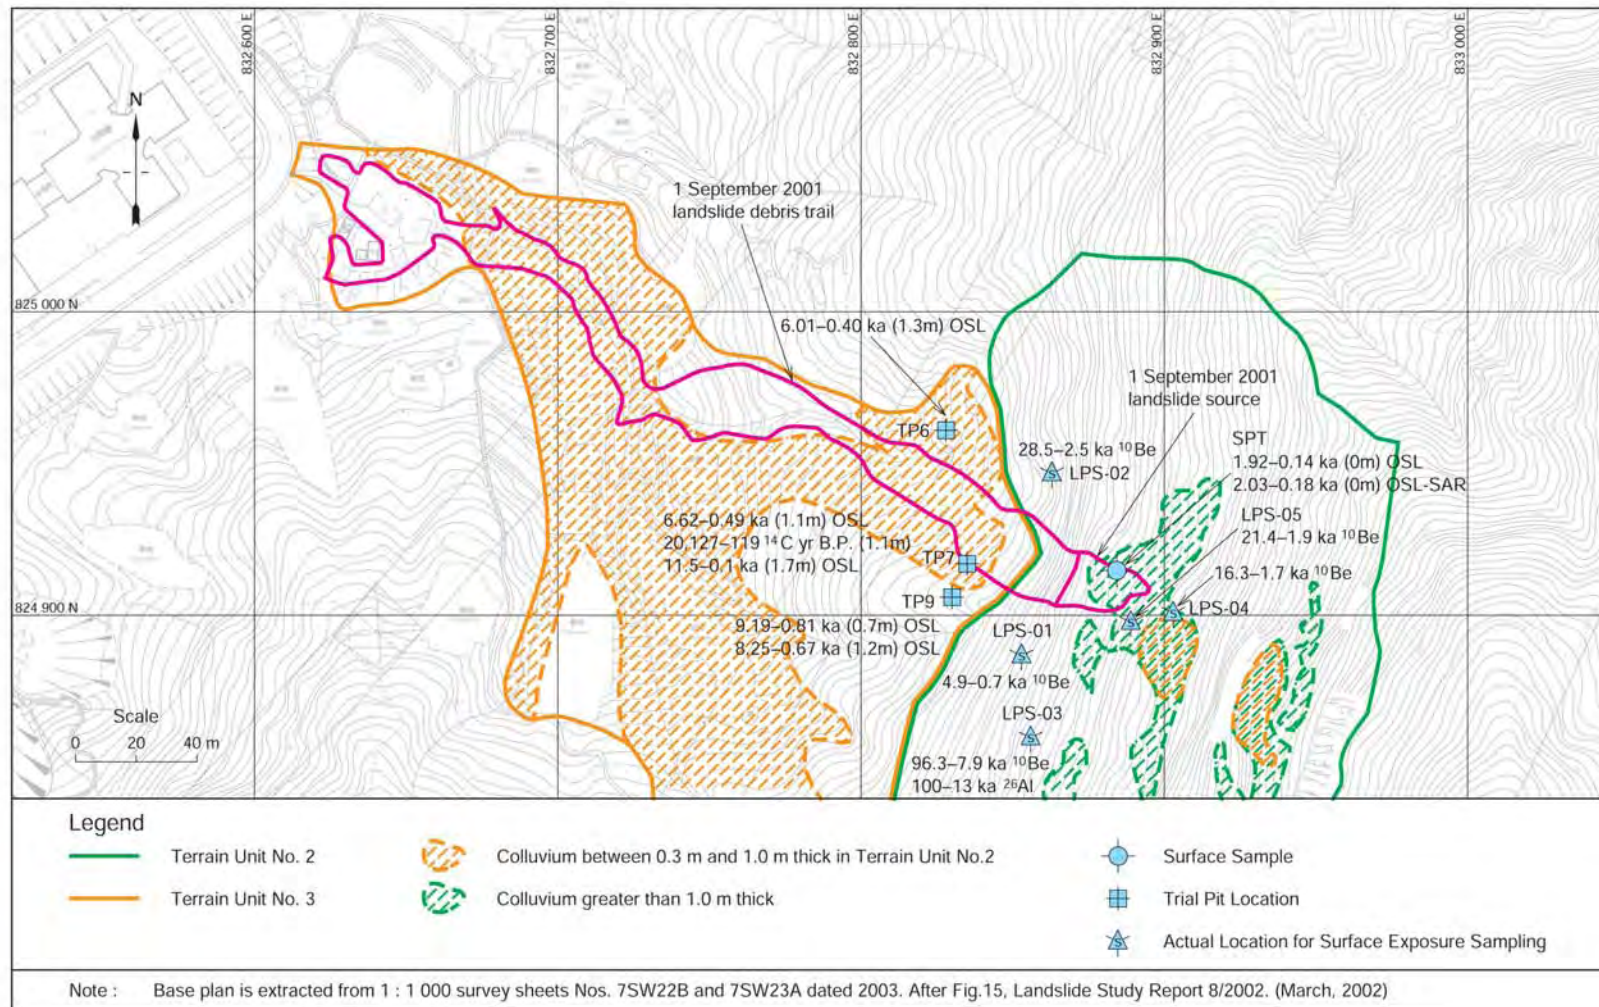 832 600 E
832 700 E
832 800 E
832 900 E
833 000 E
N
1 September 2001
landslide debris trail
825 000 N
6.01–0.40 ka (1.3m) OSL
1 September 2001
landslide source
TP6
SPT
28.5–2.5 ka ¹⁰Be
1.92–0.14 ka (0m) OSL
S LPS-02
2.03–0.18 ka (0m) OSL-SAR
LPS-05
6.62–0.49 ka (1.1m) OSL
21.4–1.9 ka ¹⁰Be
20,127–119 ¹⁴C yr B.P. (1.1m)
TP7
11.5–0.1 ka (1.7m) OSL
16.3–1.7 ka ¹⁰Be
TP9
824 900 N
S LPS-04
S
9.19–0.81 ka (0.7m) OSL
LPS-01
8.25–0.67 ka (1.2m) OSL
S
4.9–0.7 ka ¹⁰Be
Scale
LPS-03
0 20 40 m
S
96.3–7.9 ka ¹⁰Be
100–13 ka ²⁶Al
Legend
Terrain Unit No. 2
Colluvium between 0.3 m and 1.0 m thick in Terrain Unit No.2
Surface Sample
Terrain Unit No. 3
Colluvium greater than 1.0 m thick
Trial Pit Location
S Actual Location for Surface Exposure Sampling
Note : Base plan is extracted from 1 : 1 000 survey sheets Nos. 7SW22B and 7SW23A dated 2003. After Fig.15, Landslide Study Report 8/2002. (March, 2002)